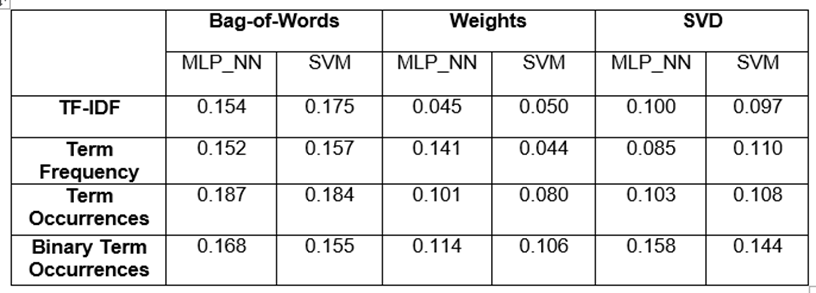 Bag-of-Words Weights SVD
MLP_NN SVM MLP_NN SVM MLP_NN SVM
TF-IDF 0.154 0.175 0.045 0.050 0.100 0.097
Term Frequency 0.152 0.157 0.141 0.044 0.085 0.110
Term Occurrences 0.187 0.184 0.101 0.080 0.103 0.108
Binary Term Occurrences 0.168 0.155 0.114 0.106 0.158 0.144